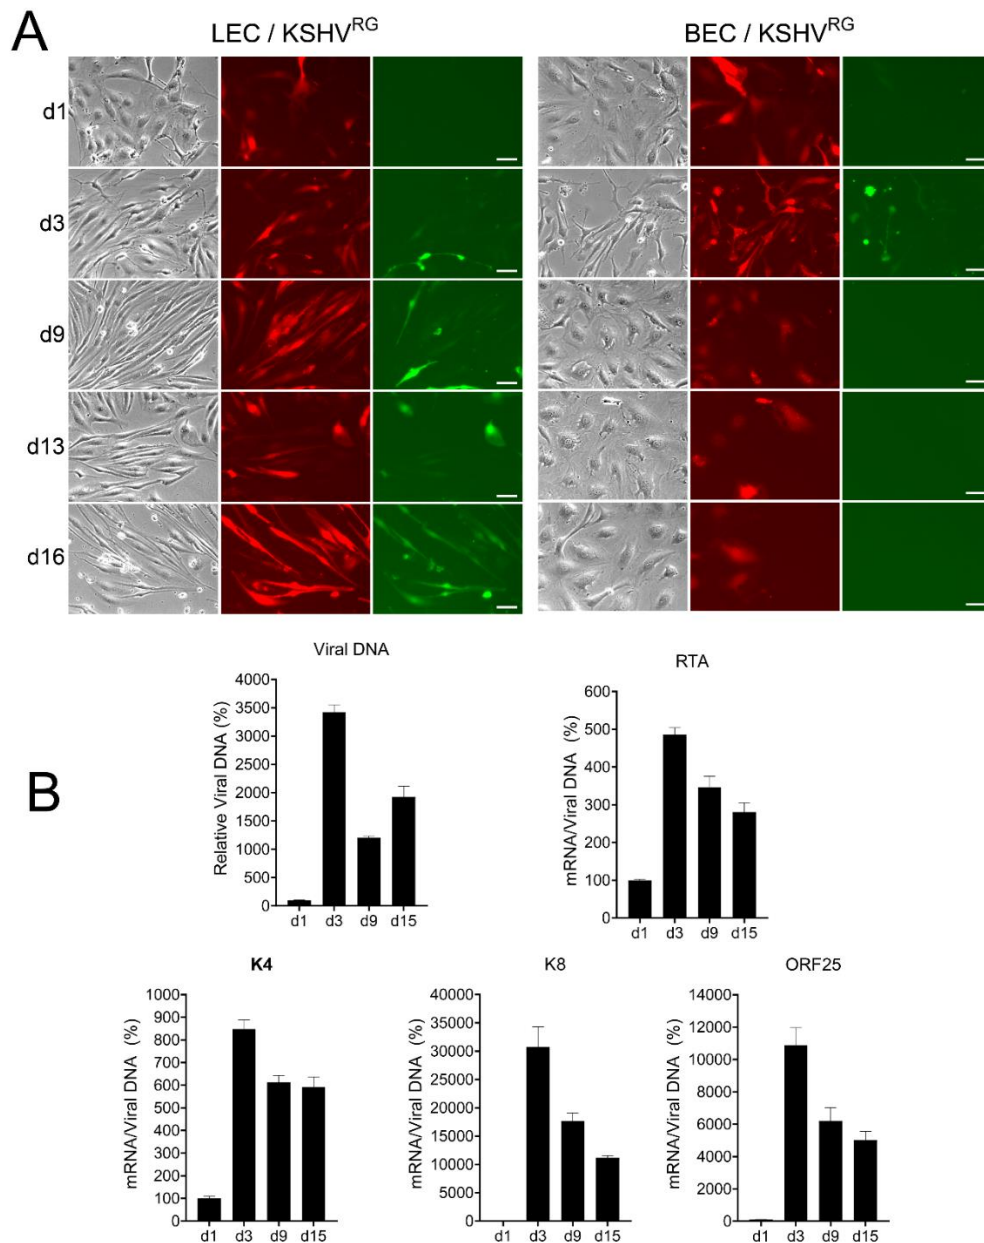 A
LEC / KSHV^RG
BEC / KSHV^RG
d1
d3
d9
d13
d16
B
Viral DNA
Relative Viral DNA (%)
4000
3500
3000
2500
2000
1500
1000
500
0
d1 d3 d9 d15
RTA
mRNA/Viral DNA (%)
600
500
400
300
200
100
0
d1 d3 d9 d15
K4
mRNA/Viral DNA (%)
1000
900
800
700
600
500
400
300
200
100
0
d1 d3 d9 d15
K8
mRNA/Viral DNA (%)
40000
35000
30000
25000
20000
15000
10000
5000
0
d1 d3 d9 d15
ORF25
mRNA/Viral DNA (%)
14000
12000
10000
8000
6000
4000
2000
0
d1 d3 d9 d15